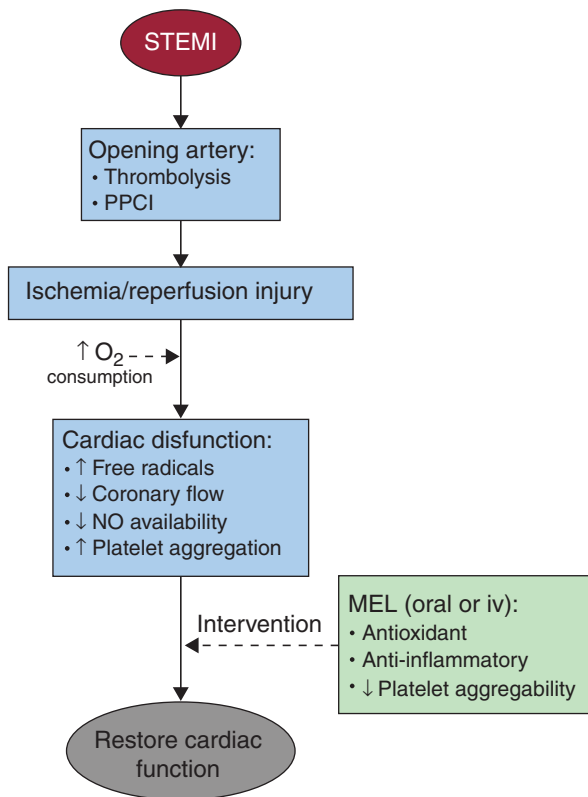 STEMI
Opening artery:
• Thrombolysis
• PPCI
Ischemia/reperfusion injury
↑ O₂
consumption
Cardiac disfunction:
• ↑ Free radicals
• ↓ Coronary flow
• ↓ NO availability
• ↑ Platelet aggregation
Intervention
MEL (oral or iv):
• Antioxidant
• Anti-inflammatory
• ↓ Platelet aggregability
Restore cardiac
function